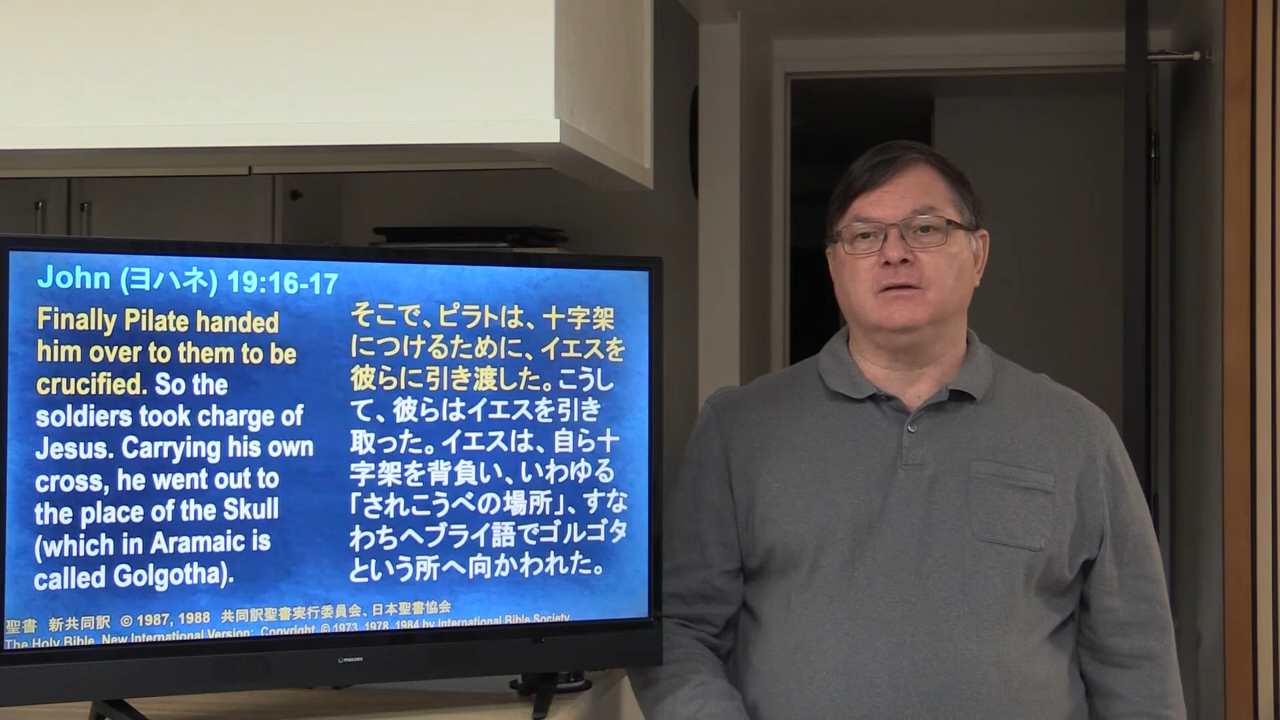 John (ヨハネ) 19:16-17
Finally Pilate handed
him over to them to be
crucified. So the
soldiers took charge of
Jesus. Carrying his own
cross, he went out to
the place of the Skull
(which in Aramaic is
called Golgotha).
そこで、ピラトは、十字架
につけるために、イエスを
彼らに引き渡した。こうし
て、彼らはイエスを引き
取った。イエスは、自ら十
字架を背負い、いわゆる
「されこうべの場所」、すな
わちヘブライ語でゴルゴタ
という所へ向かわれた。
聖書 新共同訳 © 1987, 1988 共同訳聖書実行委員会、日本聖書協会
The Holy Bible, New International Version: Copyright © 1973, 1978, 1984 by International Bible Society